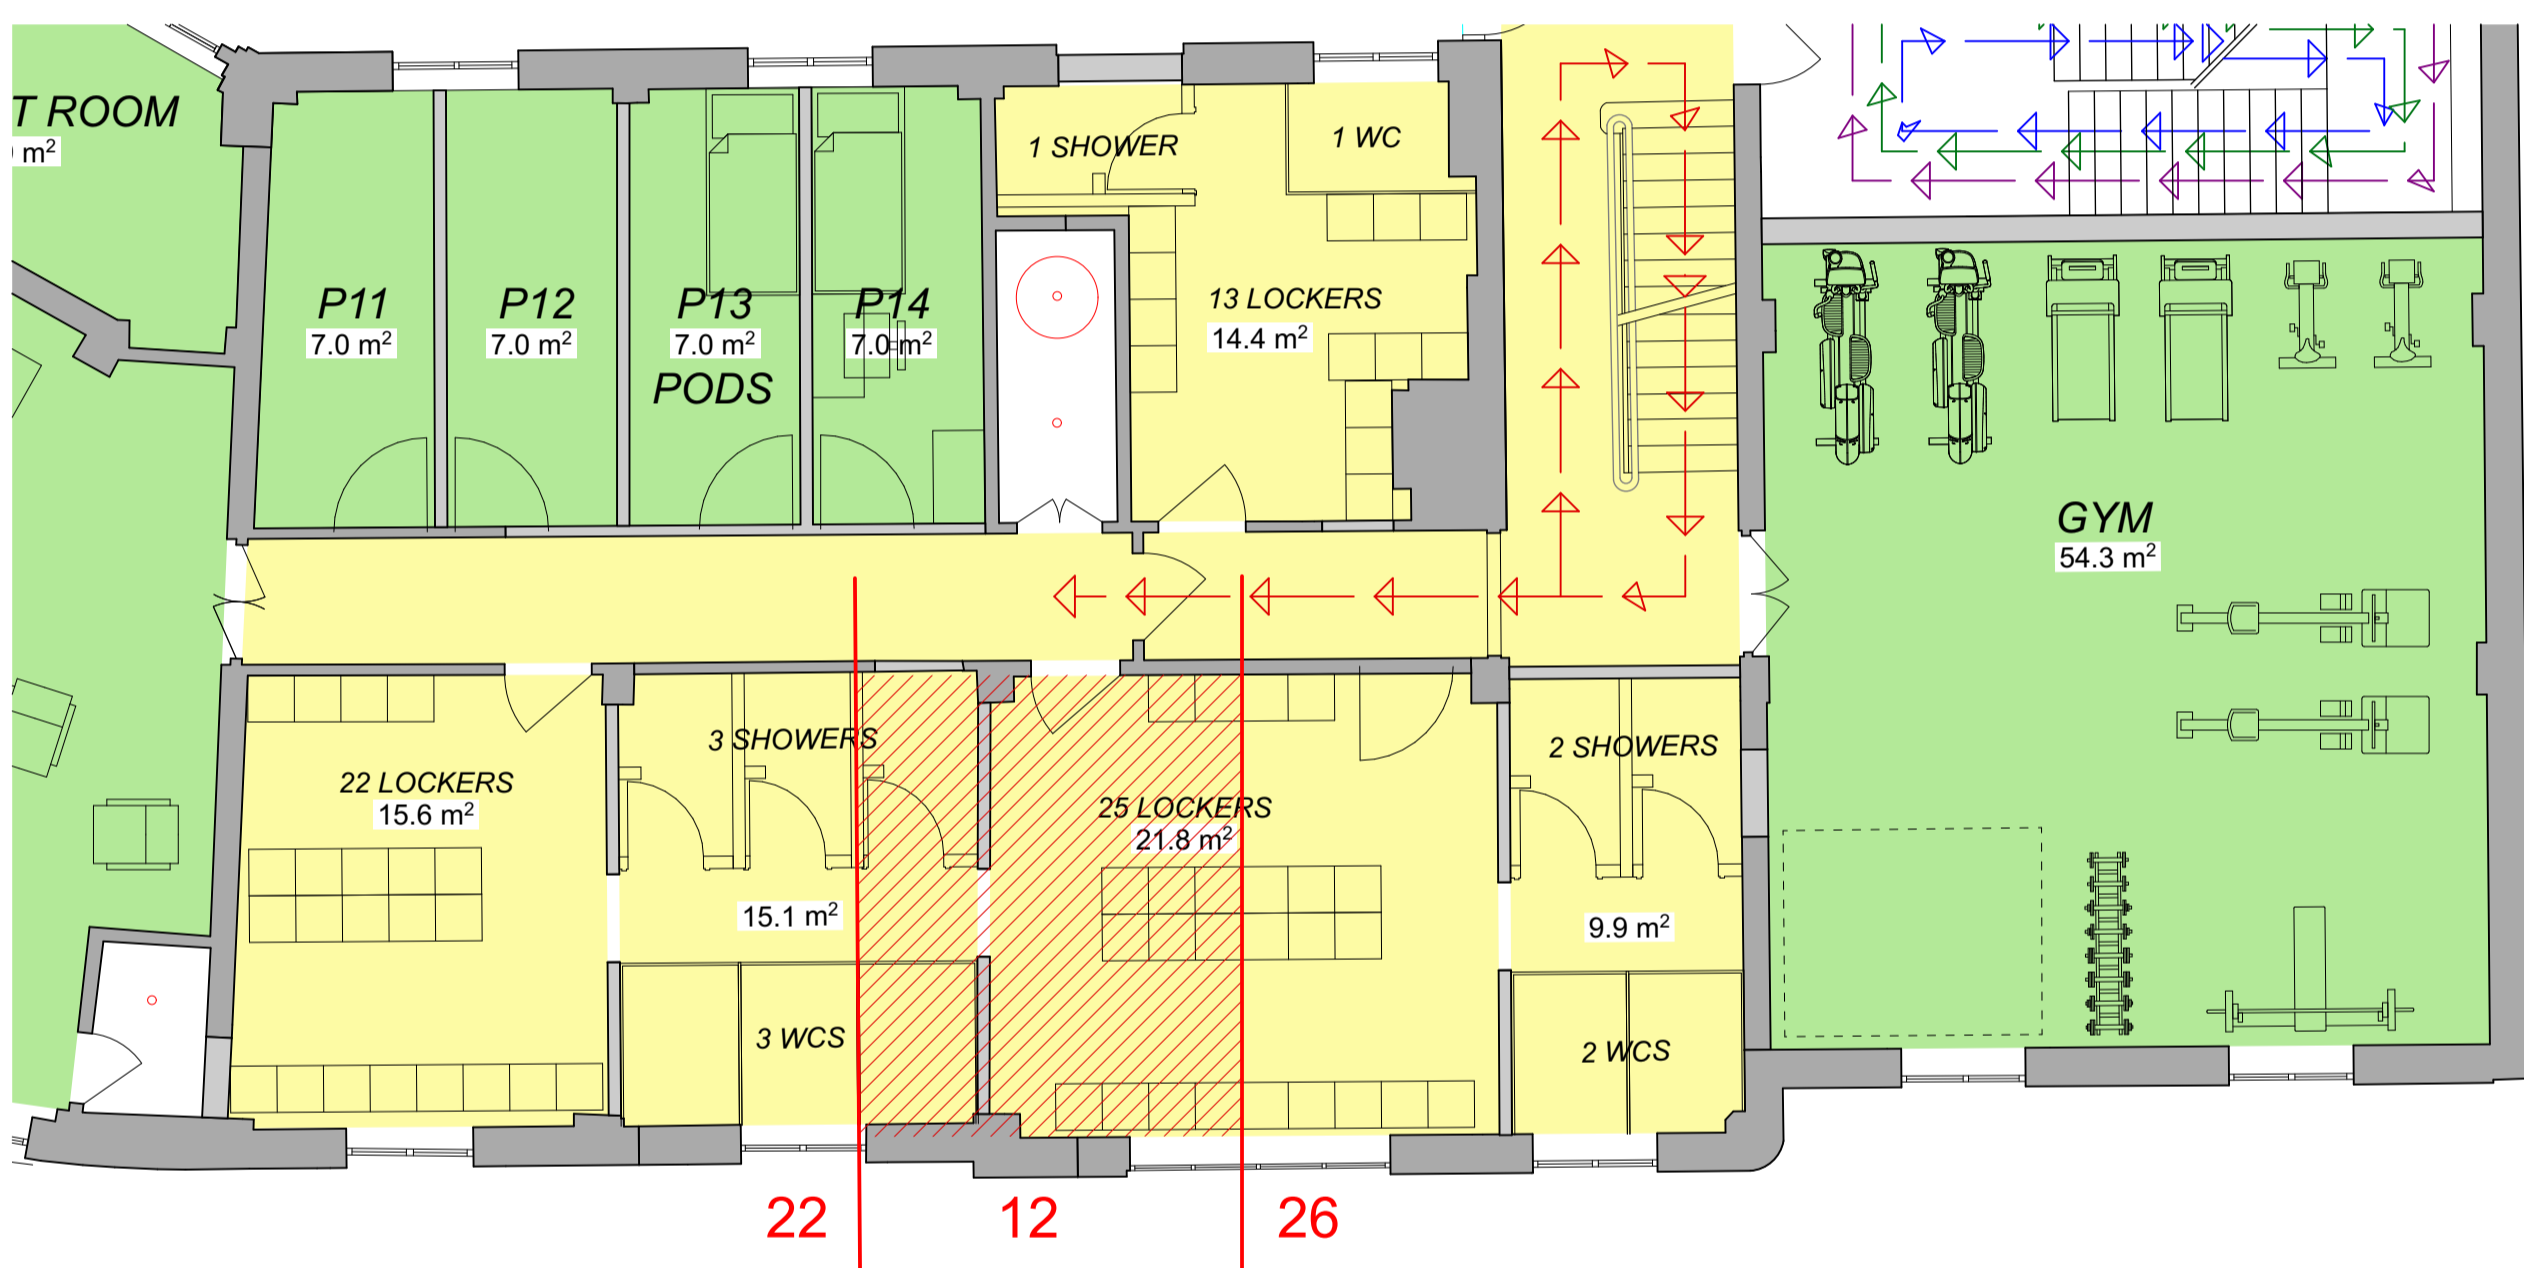 T ROOM
m²
1 SHOWER
1 WC
P11
7.0 m²
P12
7.0 m²
P13
7.0 m²
PODS
P14
7.0 m²
13 LOCKERS
14.4 m²
GYM
54.3 m²
22 LOCKERS
15.6 m²
3 SHOWERS
15.1 m²
3 WCS
25 LOCKERS
21.8 m²
2 SHOWERS
9.9 m²
2 WCS
22
12
26